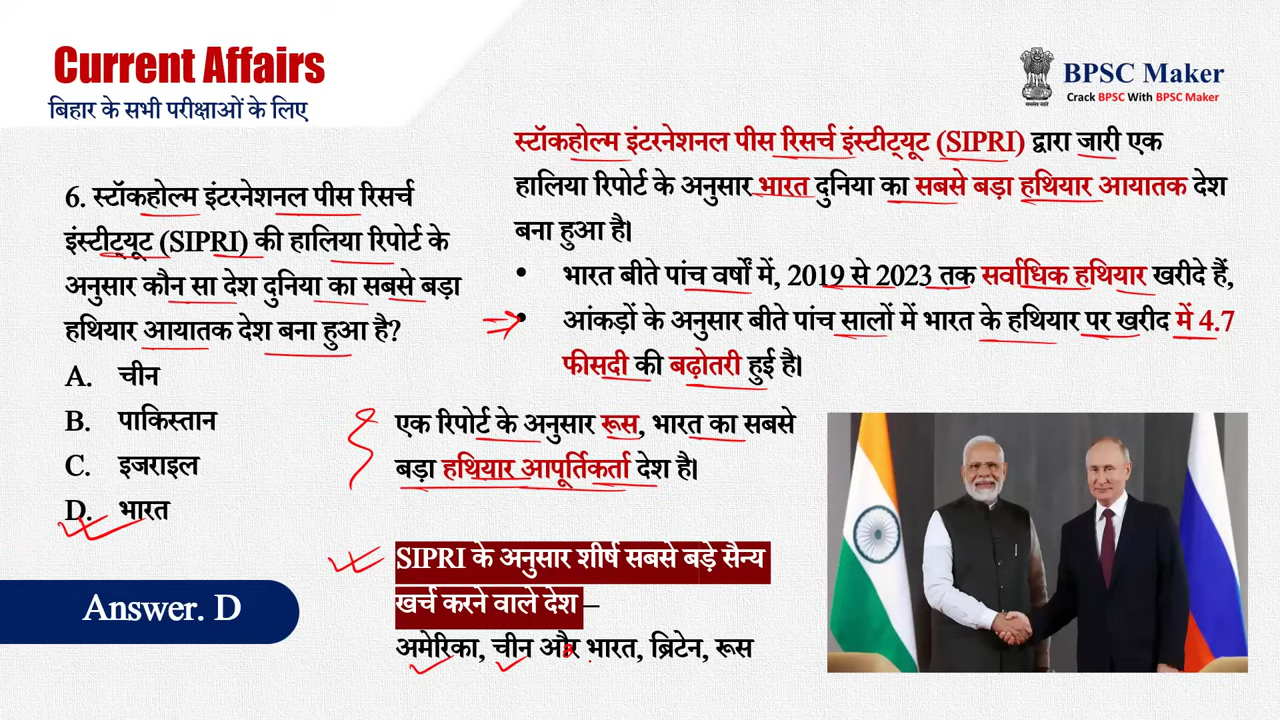 Current Affairs
बिहार के सभी परीक्षाओं के लिए
BPSC Maker
Crack BPSC With BPSC Maker
6. स्टॉकहोल्म इंटरनेशनल पीस रिसर्च
इंस्टीट्यूट (SIPRI) की हालिया रिपोर्ट के
अनुसार कौन सा देश दुनिया का सबसे बड़ा
हथियार आयातक देश बना हुआ है?
A. चीन
B. पाकिस्तान
C. इजराइल
D. भारत
Answer. D
स्टॉकहोल्म इंटरनेशनल पीस रिसर्च इंस्टीट्यूट (SIPRI) द्वारा जारी एक
हालिया रिपोर्ट के अनुसार भारत दुनिया का सबसे बड़ा हथियार आयातक देश
बना हुआ है।
• भारत बीते पांच वर्षों में, 2019 से 2023 तक सर्वाधिक हथियार खरीदे हैं,
• आंकड़ों के अनुसार बीते पांच सालों में भारत के हथियार पर खरीद में 4.7
फीसदी की बढ़ोतरी हुई है।
एक रिपोर्ट के अनुसार रूस, भारत का सबसे
बड़ा हथियार आपूर्तिकर्ता देश है।
SIPRI के अनुसार शीर्ष सबसे बड़े सैन्य
खर्च करने वाले देश –
अमेरिका, चीन और भारत, ब्रिटेन, रूस